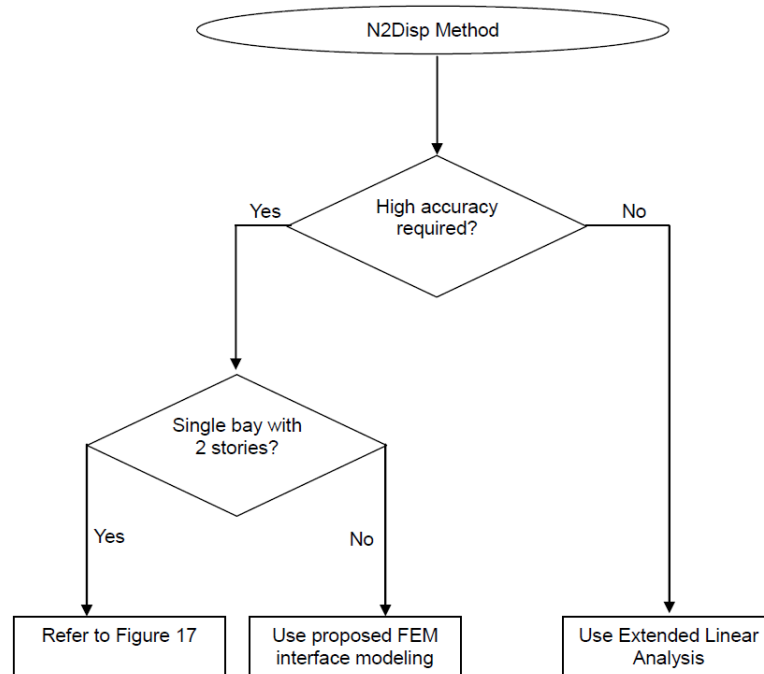 N2Disp Method
High accuracy
required?
Yes
No
Single bay with
2 stories?
Yes
No
Refer to Figure 17
Use proposed FEM
interface modeling
Use Extended Linear
Analysis